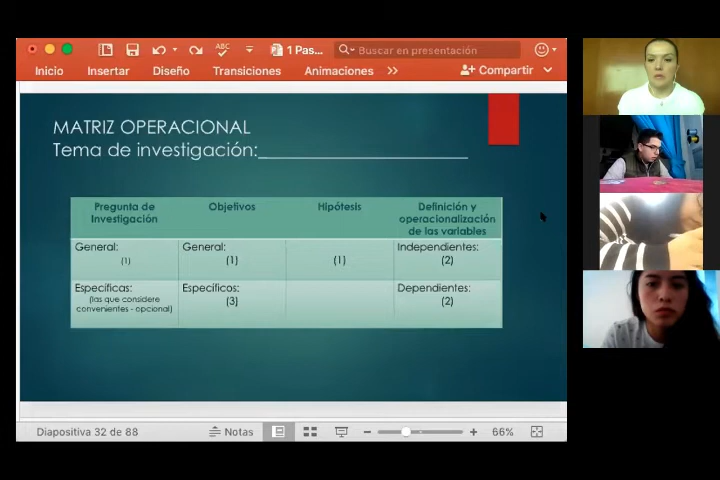 ABC
1 Pas...
Buscar en presentación
Inicio
Insertar
Diseño
Transiciones
Animaciones
Compartir
MATRIZ OPERACIONAL
Tema de investigación:_________________________
Pregunta de
Investigación
Objetivos
Hipótesis
Definición y
operacionalización
de las variables
General:
(1)
General:
(1)
(1)
Independientes:
(2)
Específicas:
(las que considere
convenientes - opcional)
Específicos:
(3)
Dependientes:
(2)
Diapositiva 32 de 88
Notas
66%